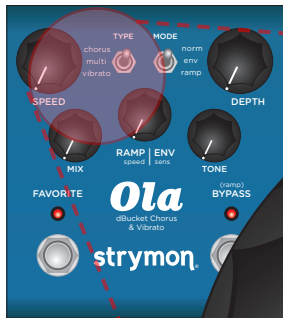 TYPE
MODE
chorus
multi
vibrato
norm
env
ramp
SPEED
DEPTH
RAMP | ENV
speed | sens
MIX
TONE
FAVORITE
Ola
dBucket Chorus
& Vibrato
(ramp)
BYPASS
strymon®